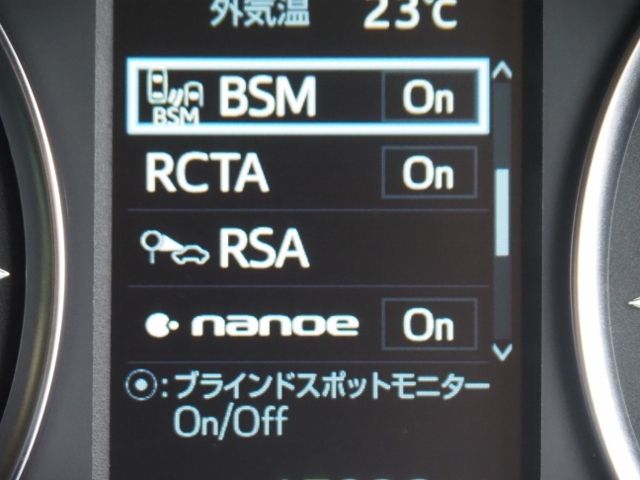 外気温 23℃
BSM BSM On
RCTA On
RSA
nanoe On
⦿:ブラインドスポットモニター
On/Off